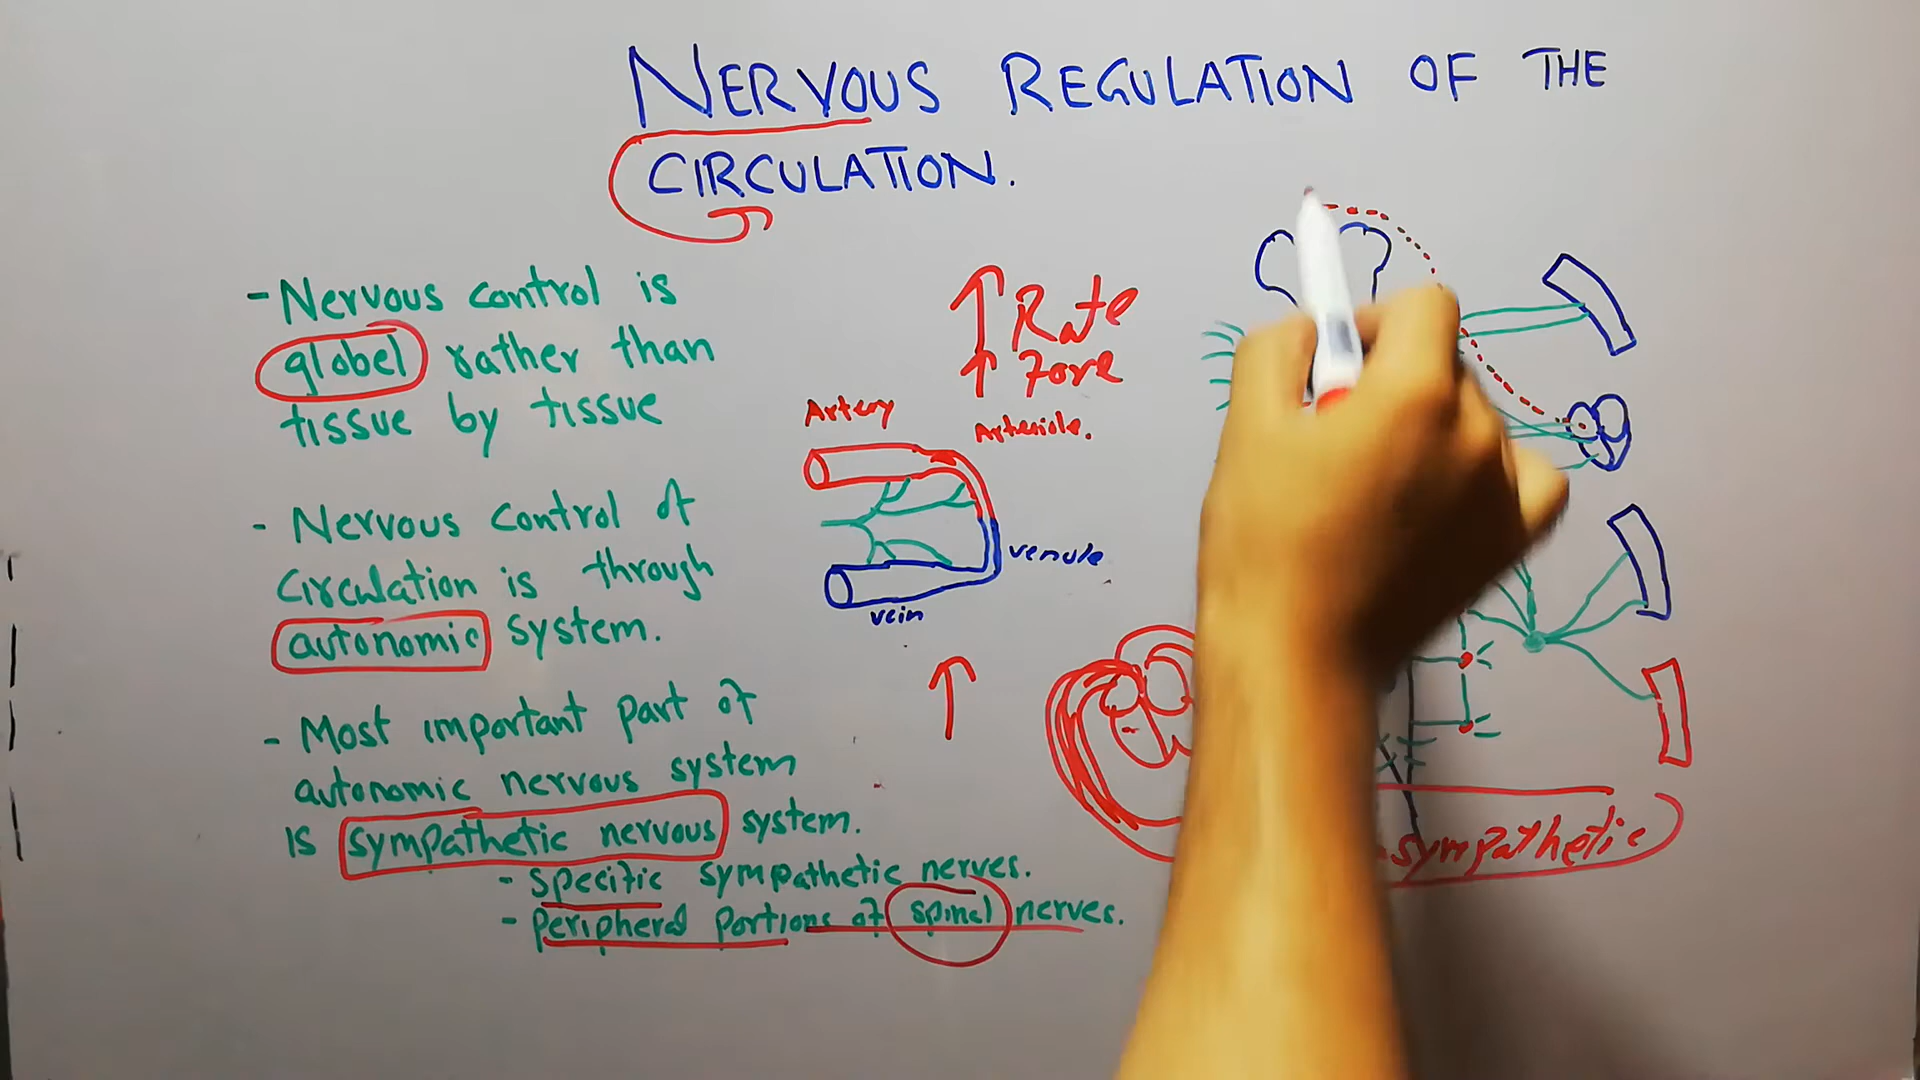 NERVOUS REGULATION OF THE
CIRCULATION.
- Nervous control is
globel rather than
tissue by tissue
- Nervous control of
circulation is through
autonomic system.
- Most important part of
autonomic nervous system
is sympathetic nervous system.
- specific sympathetic nerves.
- peripheral portions of spinal nerves.
↑ Rate
↑ Fore
Artery
Arteriole.
venule
vein
↑
sympathetic